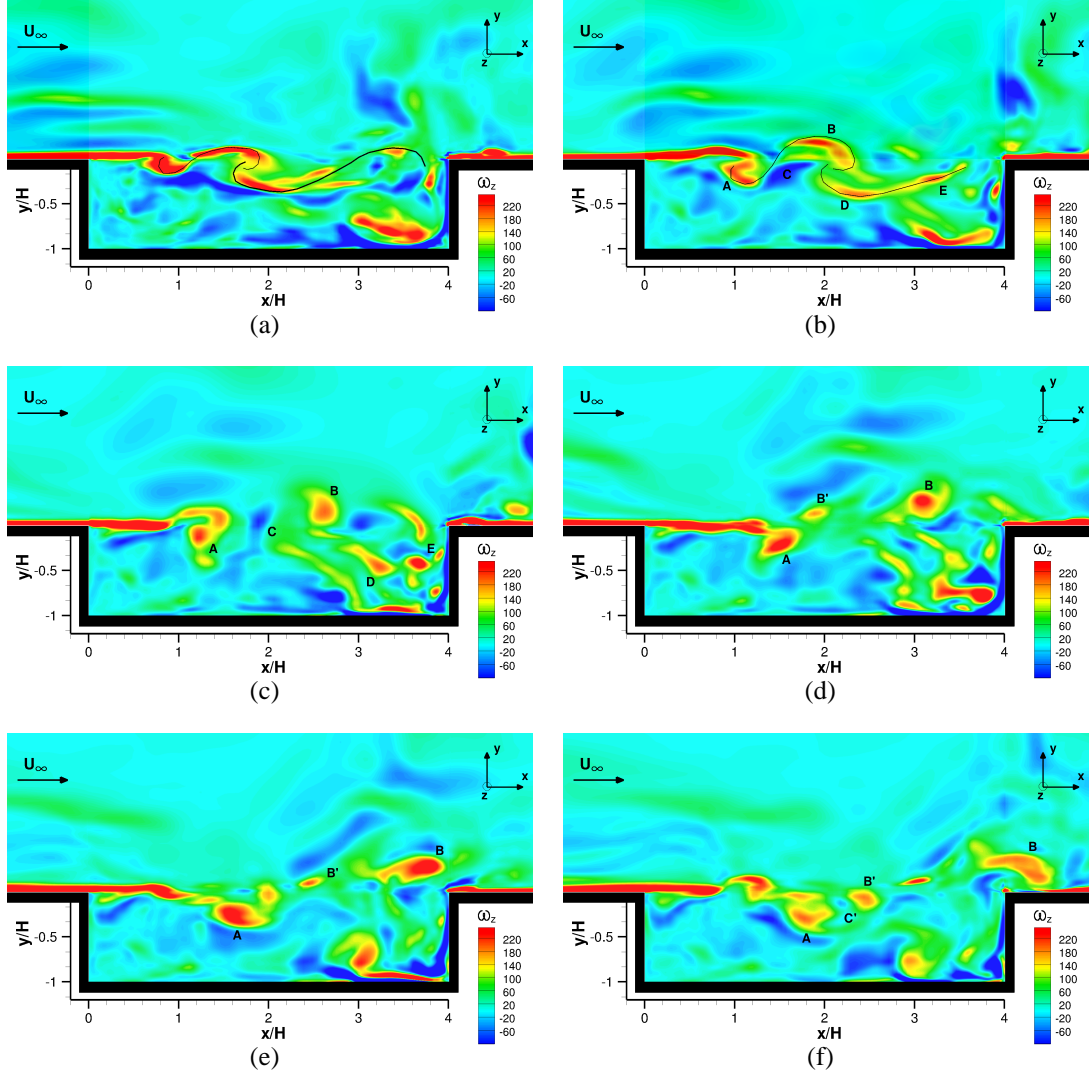 U∞
y
x
z
y/H
-0.5
-1
ωz
220
180
140
100
60
20
-20
-60
0
1
2
3
4
x/H
(a)
U∞
y
x
z
B
A
C
D
E
y/H
-0.5
-1
ωz
220
180
140
100
60
20
-20
-60
0
1
2
3
4
x/H
(b)
U∞
y
x
z
B
C
A
E
D
y/H
-0.5
-1
ωz
220
180
140
100
60
20
-20
-60
0
1
2
3
4
x/H
(c)
U∞
y
x
z
B
B'
A
y/H
-0.5
-1
ωz
220
180
140
100
60
20
-20
-60
0
1
2
3
4
x/H
(d)
U∞
y
x
z
B
B'
A
y/H
-0.5
-1
ωz
220
180
140
100
60
20
-20
-60
0
1
2
3
4
x/H
(e)
U∞
y
x
z
B
B'
C'
A
y/H
-0.5
-1
ωz
220
180
140
100
60
20
-20
-60
0
1
2
3
4
x/H
(f)